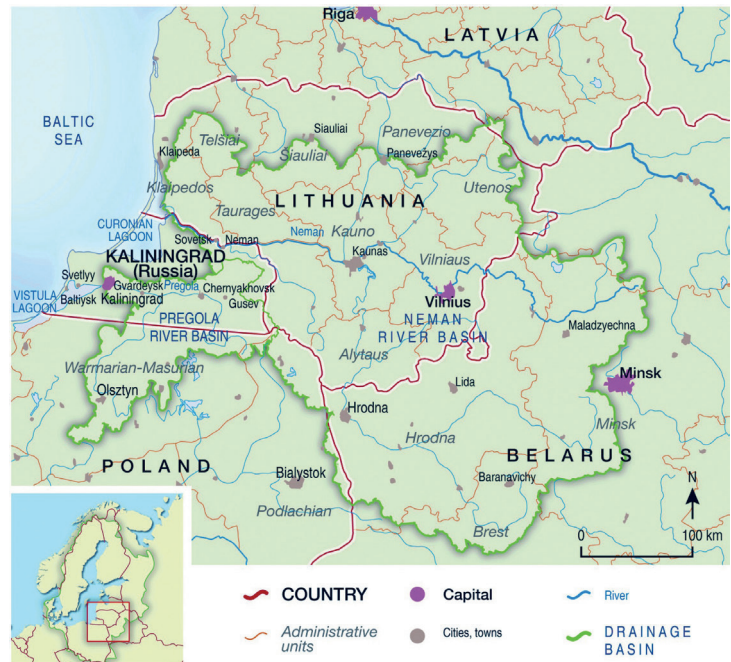 Riga
LATVIA
BALTIC
SEA
Telšiai
Siauliai
Panevezio
Klaipeda
Šiauliai
Panevežys
Klaipedos
Utenos
LITHUANIA
Taurages
CURONIAN
LAGOON
Neman
Kauno
Sovetsk
Neman
Kaunas
KALININGRAD
(Russia)
Vilniaus
Svetlyy
Gvardeysk
Pregola
Chernyakhovsk
VISTULA
LAGOON
Baltiysk
Kaliningrad
Gusev
Vilnius
PREGOLA
RIVER BASIN
NEMAN
RIVER BASIN
Maladzyechna
Alytaus
Warmarian-Mašurian
Olsztyn
Lida
Minsk
Hrodna
Hrodna
Minsk
POLAND
BELARUS
Bialystok
Baranavichy
Podlachian
Brest
N
0 100 km
COUNTRY
Capital
River
Administrative
units
Cities, towns
DRAINAGE
BASIN